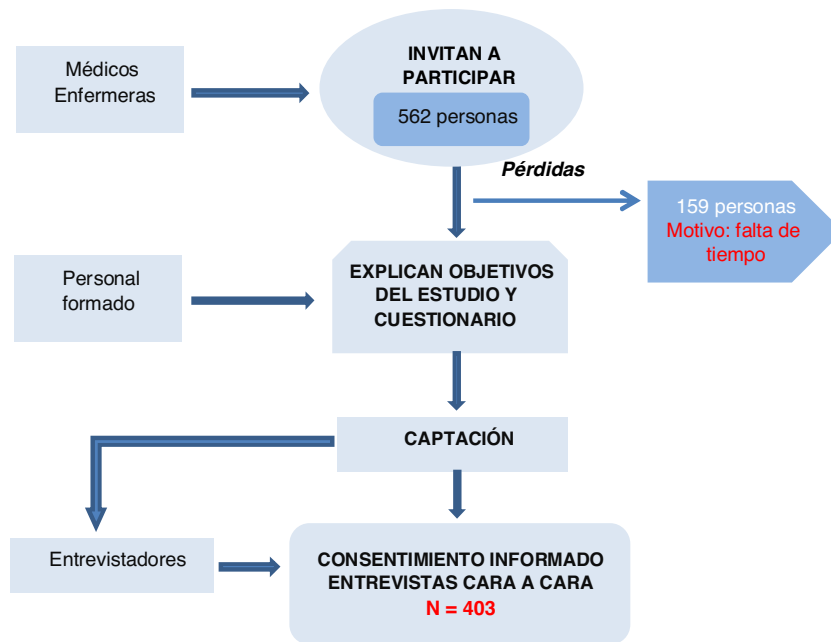 Médicos
Enfermeras
INVITAN A
PARTICIPAR
562 personas
Pérdidas
159 personas
Motivo: falta de
tiempo
Personal
formado
EXPLICAN OBJETIVOS
DEL ESTUDIO Y
CUESTIONARIO
CAPTACIÓN
Entrevistadores
CONSENTIMIENTO INFORMADO
ENTREVISTAS CARA A CARA
N = 403